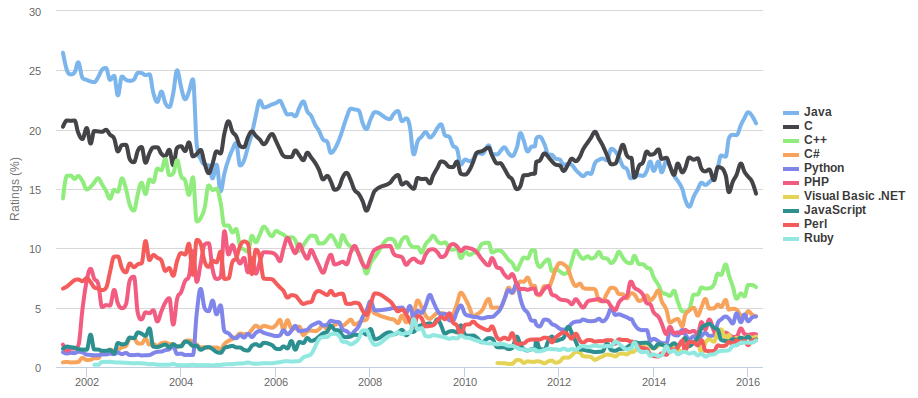 30
25
20
15
10
5
0
Ratings (%)
2002 2004 2006 2008 2010 2012 2014 2016
Java
C
C++
C#
Python
PHP
Visual Basic .NET
JavaScript
Perl
Ruby